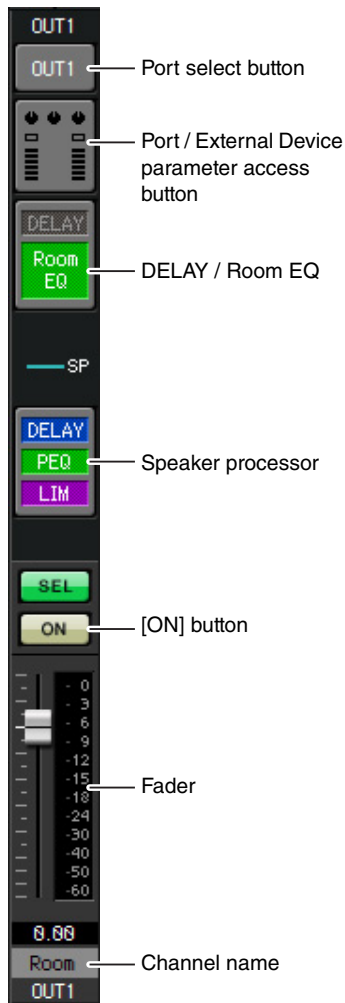 OUT1
OUT1
Port select button
Port / External Device
parameter access
button
DELAY
Room
EQ
DELAY / Room EQ
SP
DELAY
PEQ
LIM
Speaker processor
SEL
ON
[ON] button
0
3
6
9
-12
-15
-18
-24
-30
-40
-50
-60
Fader
0.00
Room
Channel name
OUT1